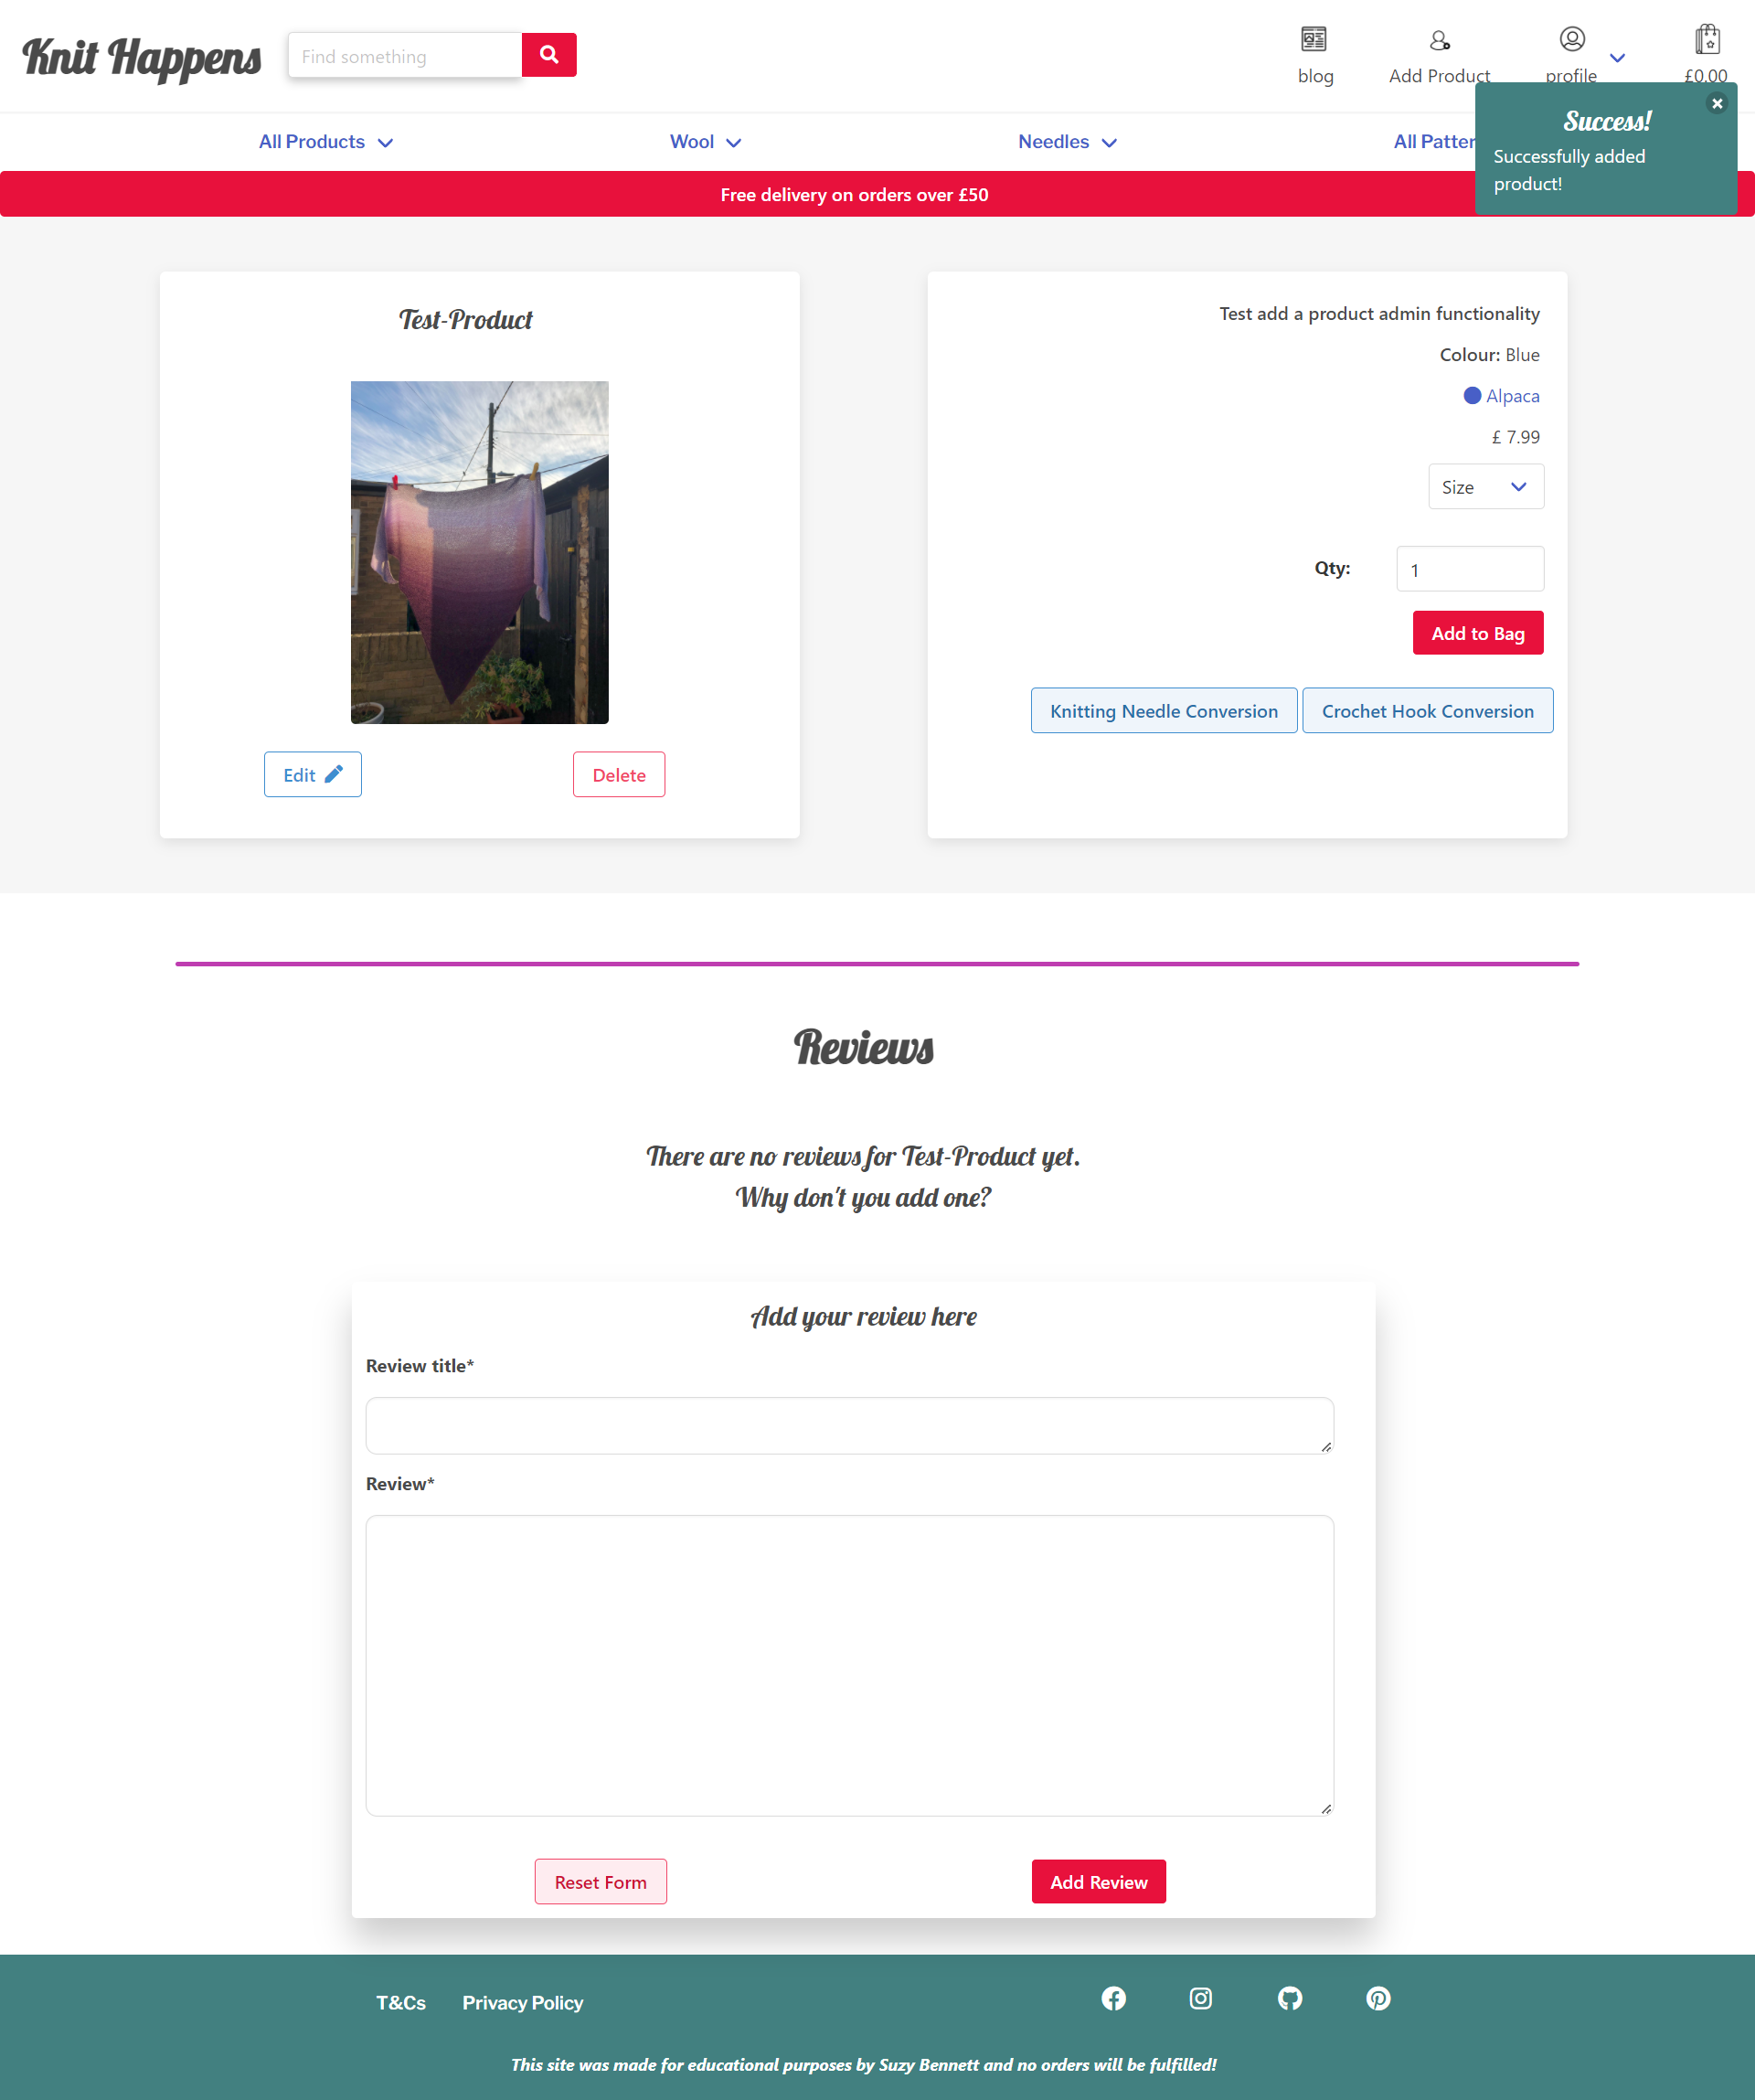 Knit Happens
Find something
blog
Add Product
profile
£0.00
Success!
Successfully added
product!
All Products
Wool
Needles
All Patter
Free delivery on orders over £50
Test-Product
Edit
Delete
Test add a product admin functionality
Colour: Blue
Alpaca
£ 7.99
Size
Qty:
1
Add to Bag
Knitting Needle Conversion
Crochet Hook Conversion
Reviews
There are no reviews for Test-Product yet.
Why don't you add one?
Add your review here
Review title*
Review*
Reset Form
Add Review
T&Cs
Privacy Policy
This site was made for educational purposes by Suzy Bennett and no orders will be fulfilled!